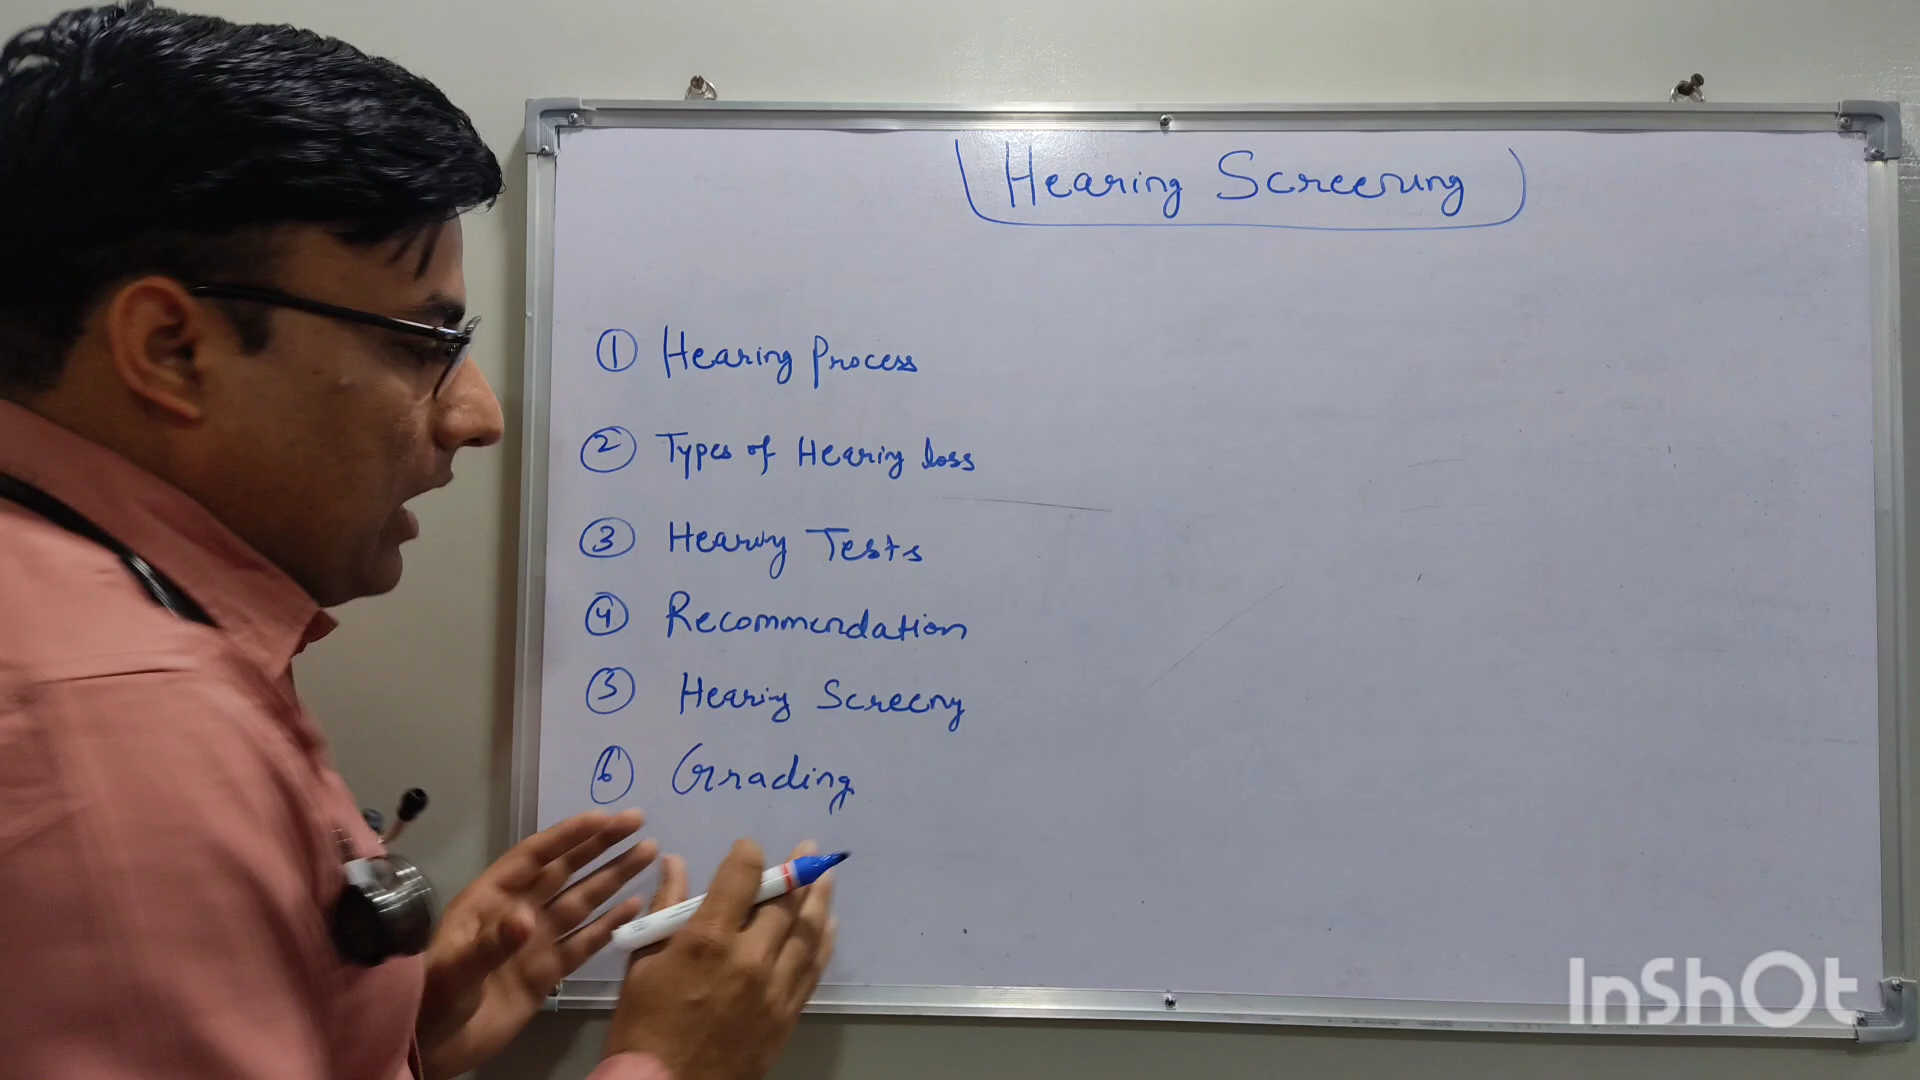 Hearing Screening
① Hearing Process
② Types of Hearing loss
③ Hearing Tests
④ Recommendation
⑤ Hearing Screeny
⑥ Grading
InShOt